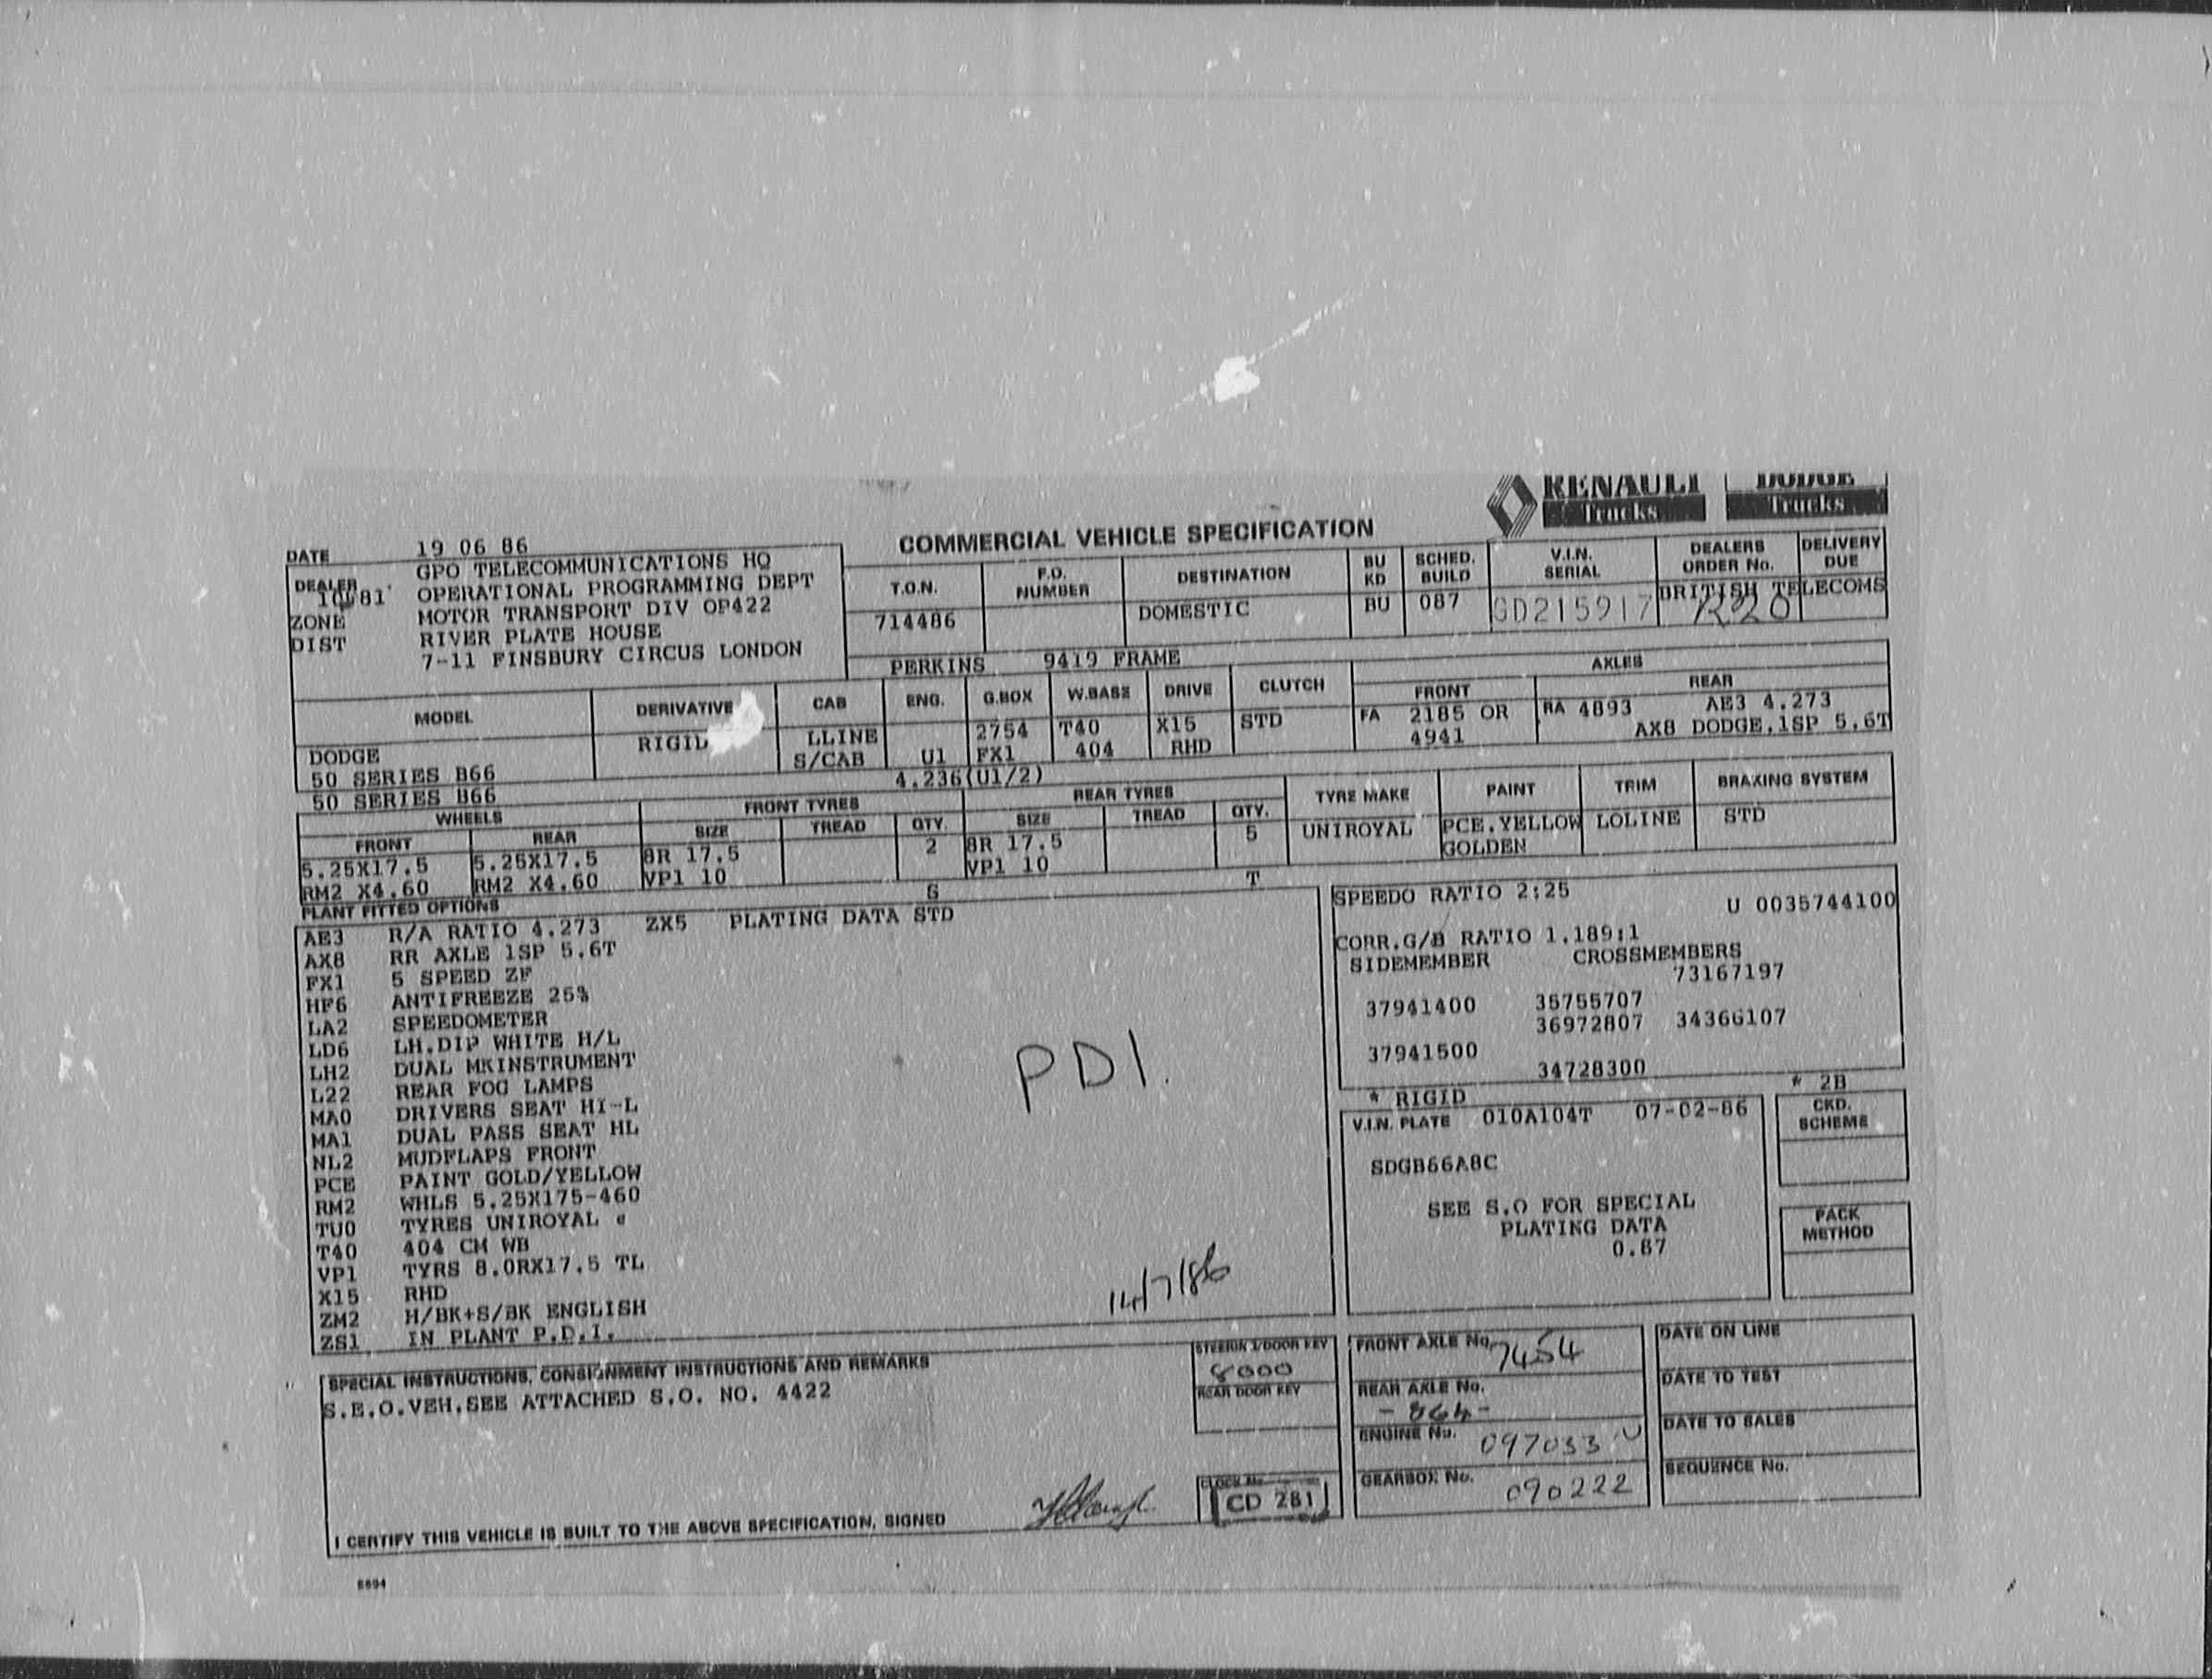 RENAULT Trucks DODGE Trucks
COMMERCIAL VEHICLE SPECIFICATION
DATE 19 06 86
DEALER GPO TELECOMMUNICATIONS HQ
OPERATIONAL PROGRAMMING DEPT
ZONE MOTOR TRANSPORT DIV OP422
DIST RIVER PLATE HOUSE
7-11 FINSBURY CIRCUS LONDON
T.O.N. F.O. NUMBER DESTINATION BU KD SCHED. BUILD V.I.N. SERIAL DEALERS ORDER No. DELIVERY DUE
714486 DOMESTIC BU 087 GD215917 BRITISH TELECOMS
R20
PERKINS 9419 FRAME
MODEL DERIVATIVE CAB ENG. G.BOX W.BASE DRIVE CLUTCH AXLES FRONT REAR
DODGE RIGID LLINE 2754 T40 X15 STD FA 2185 OR RA 4893 AE3 4.273
50 SERIES B66 S/CAB U1 FX1 404 RHD 4941 AX8 DODGE.1SP 5.6T
50 SERIES B66 4.236(U1/2)
WHEELS FRONT TYRES REAR TYRES TYRE MAKE PAINT TRIM BRAKING SYSTEM
FRONT REAR SIZE TREAD QTY. SIZE TREAD QTY.
5.25X17.5 5.25X17.5 8R 17.5 2 8R 17.5 5 UNIROYAL PCE.YELLOW LOLINE STD
RM2 X4.60 RM2 X4.60 VP1 10 VP1 10 GOLDEN
PLANT FITTED OPTIONS S T
AE3 R/A RATIO 4.273 ZX5 PLATING DATA STD
AX8 RR AXLE 1SP 5.6T
FX1 5 SPEED ZF
HF6 ANTIFREEZE 25%
LA2 SPEEDOMETER
LD6 LH.DIP WHITE H/L
LH2 DUAL MKINSTRUMENT
L22 REAR FOG LAMPS
MA0 DRIVERS SEAT HI-L
MA1 DUAL PASS SEAT HL
NL2 MUDFLAPS FRONT
PCE PAINT GOLD/YELLOW
RM2 WHLS 5.25X175-460
TU0 TYRES UNIROYAL
T40 404 CM WB
VP1 TYRS 8.0RX17.5 TL
X15 RHD
ZM2 H/BK+S/BK ENGLISH
ZS1 IN PLANT P.D.I.
PDI.
14/7/86
SPEEDO RATIO 2:25 U 0035744100
CORR.G/B RATIO 1.189:1
SIDEMEMBER CROSSMEMBERS
73167197
37941400 35755707
36972807 34366107
37941500
34728300
* RIGID * 2B
V.I.N. PLATE 010A104T 07-02-86
SDGB66A8C
SEE S.O FOR SPECIAL
PLATING DATA
0.87
CKD. SCHEME
PACK METHOD
SPECIAL INSTRUCTIONS, CONSIGNMENT INSTRUCTIONS AND REMARKS
S.E.O.VEH.SEE ATTACHED S.O. NO. 4422
8000
REAR DOOR KEY
CLOCK No.
CD 281
FRONT AXLE No. 7454
REAR AXLE No.
- 864 -
ENGINE No. 097033 U
GEARBOX No. 090222
DATE ON LINE
DATE TO TEST
DATE TO SALES
SEQUENCE No.
I CERTIFY THIS VEHICLE IS BUILT TO THE ABOVE SPECIFICATION, SIGNED